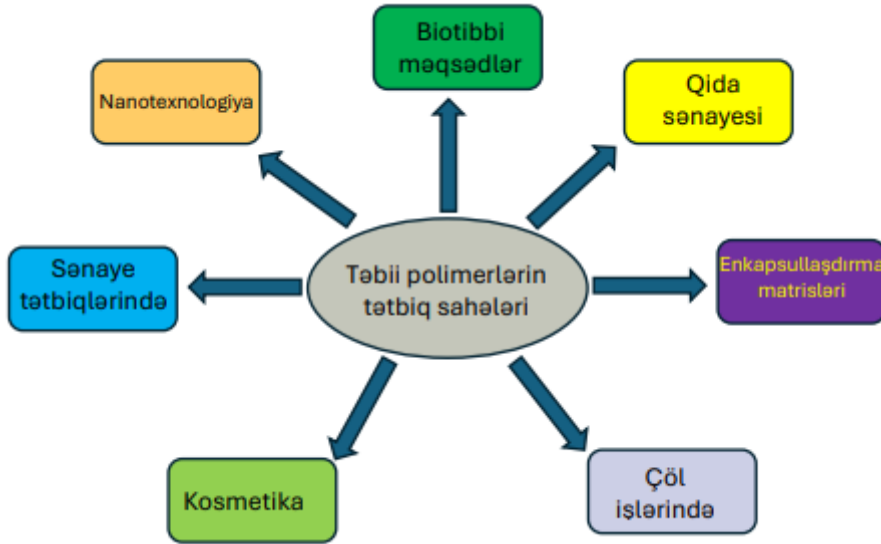 Biotibbi
məqsədlər
Nanotexnologiya
Qida
sənayesi
Sənaye
tətbiqlərində
Təbii polimerlərin
tətbiq sahələri
Enkapsullaşdırma
matrisləri
Kosmetika
Çöl
işlərində